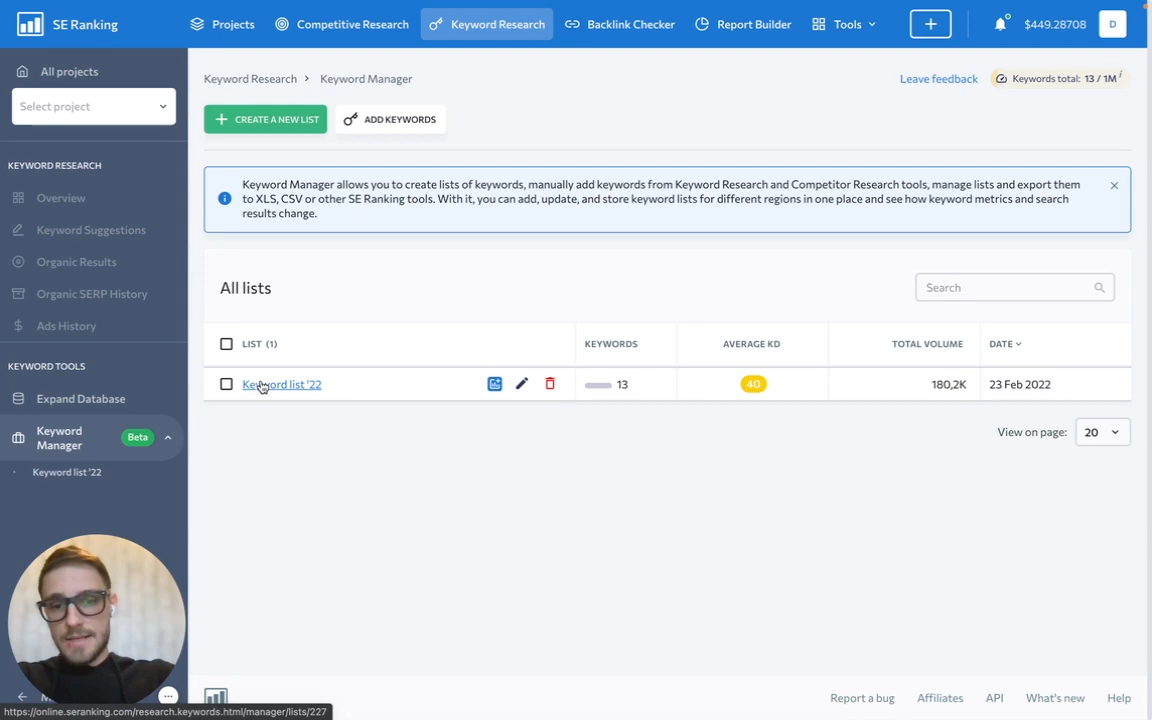 SE Ranking
Projects
Competitive Research
Keyword Research
Backlink Checker
Report Builder
Tools
$449.28708
D
All projects
Select project
KEYWORD RESEARCH
Overview
Keyword Suggestions
Organic Results
Organic SERP History
Ads History
KEYWORD TOOLS
Expand Database
Keyword
Manager
Beta
Keyword list '22
Keyword Research
Keyword Manager
Leave feedback
Keywords total: 13 / 1M i
CREATE A NEW LIST
ADD KEYWORDS
Keyword Manager allows you to create lists of keywords, manually add keywords from Keyword Research and Competitor Research tools, manage lists and export them
to XLS, CSV or other SE Ranking tools. With it, you can add, update, and store keyword lists for different regions in one place and see how keyword metrics and search
results change.
All lists
Search
LIST (1)
KEYWORDS
AVERAGE KD
TOTAL VOLUME
DATE
Keyword list '22
13
40
180,2K
23 Feb 2022
View on page:
20
Report a bug
Affiliates
API
What's new
Help
https://online.seranking.com/research.keywords.html/manager/lists/227